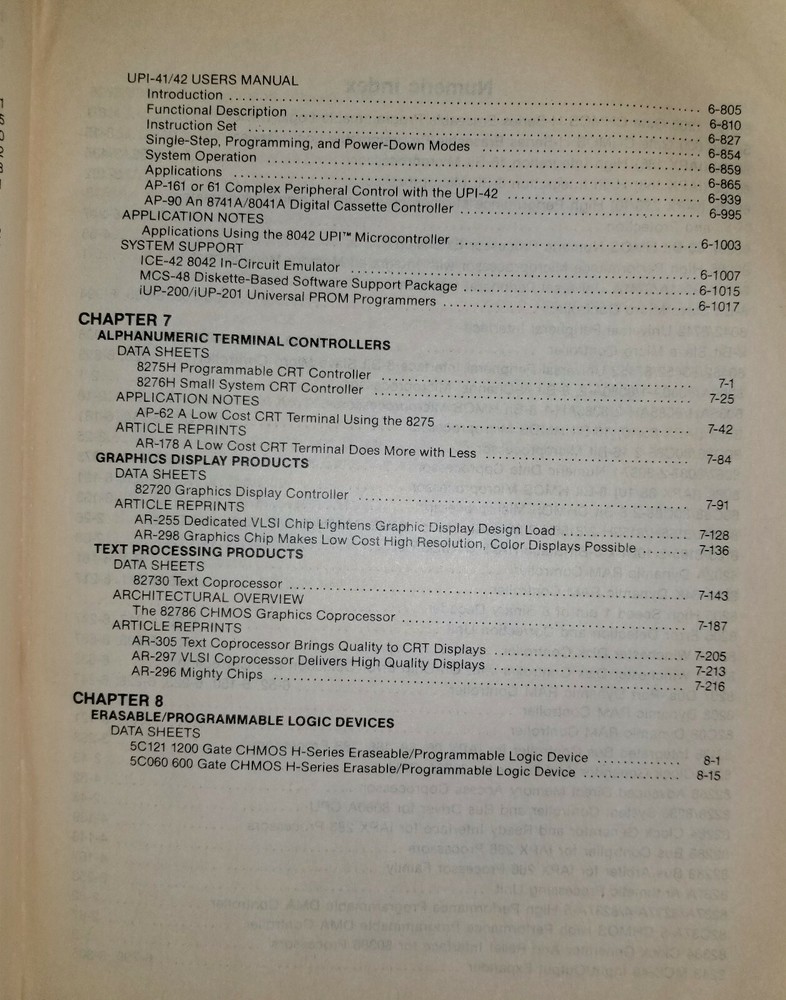 UPI-41/42 USERS MANUAL
Introduction ........ 6-805
Functional Description ........ 6-810
Instruction Set ........ 6-827
Single-Step, Programming, and Power-Down Modes ........ 6-854
System Operation ........ 6-859
Applications ........ 6-865
AP-161 or 61 Complex Peripheral Control with the UPI-42 ........ 6-939
AP-90 An 8741A/8041A Digital Cassette Controller ........ 6-995
APPLICATION NOTES
Applications Using the 8042 UPI™ Microcontroller ........ 6-1003
SYSTEM SUPPORT
ICE-42 8042 In-Circuit Emulator ........ 6-1007
MCS-48 Diskette-Based Software Support Package ........ 6-1015
iUP-200/iUP-201 Universal PROM Programmers ........ 6-1017
CHAPTER 7
ALPHANUMERIC TERMINAL CONTROLLERS
DATA SHEETS
8275H Programmable CRT Controller ........ 7-1
8276H Small System CRT Controller ........ 7-25
APPLICATION NOTES
AP-62 A Low Cost CRT Terminal Using the 8275 ........ 7-42
ARTICLE REPRINTS
AR-178 A Low Cost CRT Terminal Does More with Less ........ 7-84
GRAPHICS DISPLAY PRODUCTS
DATA SHEETS
82720 Graphics Display Controller ........ 7-91
ARTICLE REPRINTS
AR-255 Dedicated VLSI Chip Lightens Graphic Display Design Load ........ 7-128
AR-298 Graphics Chip Makes Low Cost High Resolution, Color Displays Possible ........ 7-136
TEXT PROCESSING PRODUCTS
DATA SHEETS
82730 Text Coprocessor ........ 7-143
ARCHITECTURAL OVERVIEW
The 82786 CHMOS Graphics Coprocessor ........ 7-187
ARTICLE REPRINTS
AR-305 Text Coprocessor Brings Quality to CRT Displays ........ 7-205
AR-297 VLSI Coprocessor Delivers High Quality Displays ........ 7-213
AR-296 Mighty Chips ........ 7-216
CHAPTER 8
ERASABLE/PROGRAMMABLE LOGIC DEVICES
DATA SHEETS
5C121 1200 Gate CHMOS H-Series Eraseable/Programmable Logic Device ........ 8-1
5C060 600 Gate CHMOS H-Series Erasable/Programmable Logic Device ........ 8-15